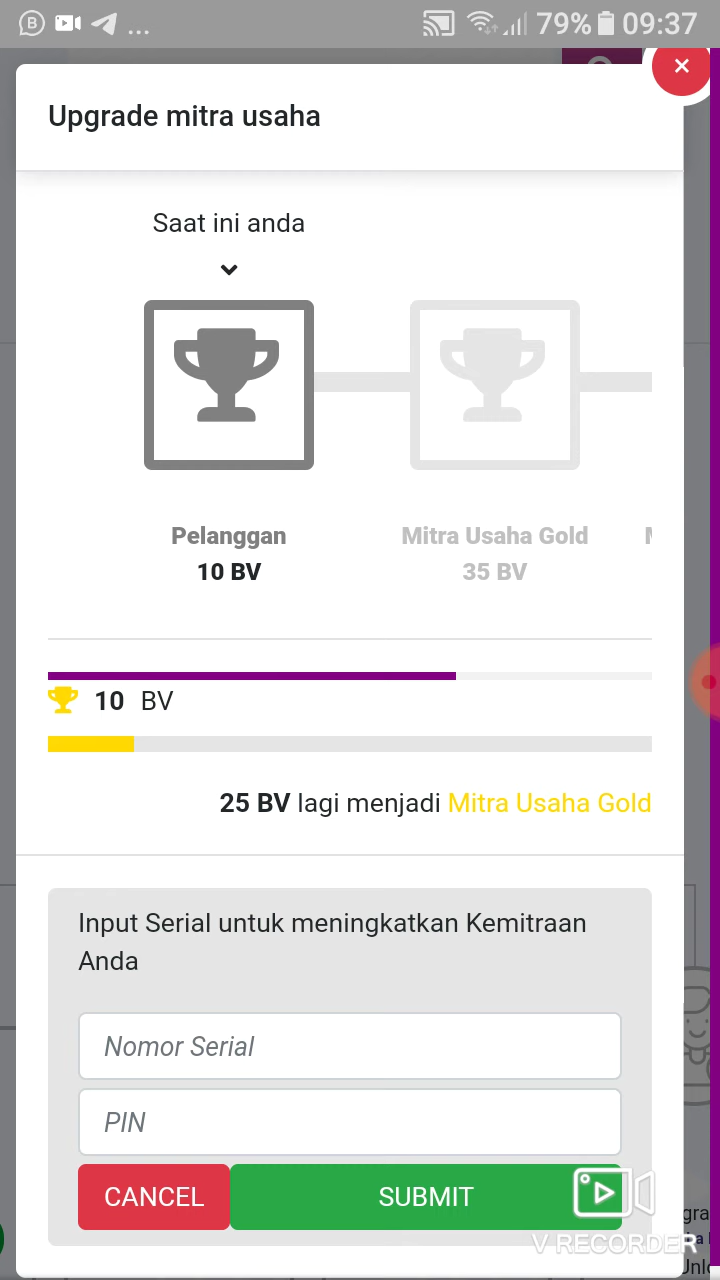 79% 09:37
Upgrade mitra usaha
Saat ini anda
Pelanggan
10 BV
Mitra Usaha Gold
35 BV
10 BV
25 BV lagi menjadi Mitra Usaha Gold
Input Serial untuk meningkatkan Kemitraan
Anda
Nomor Serial
PIN
CANCEL
SUBMIT
V RECORDER